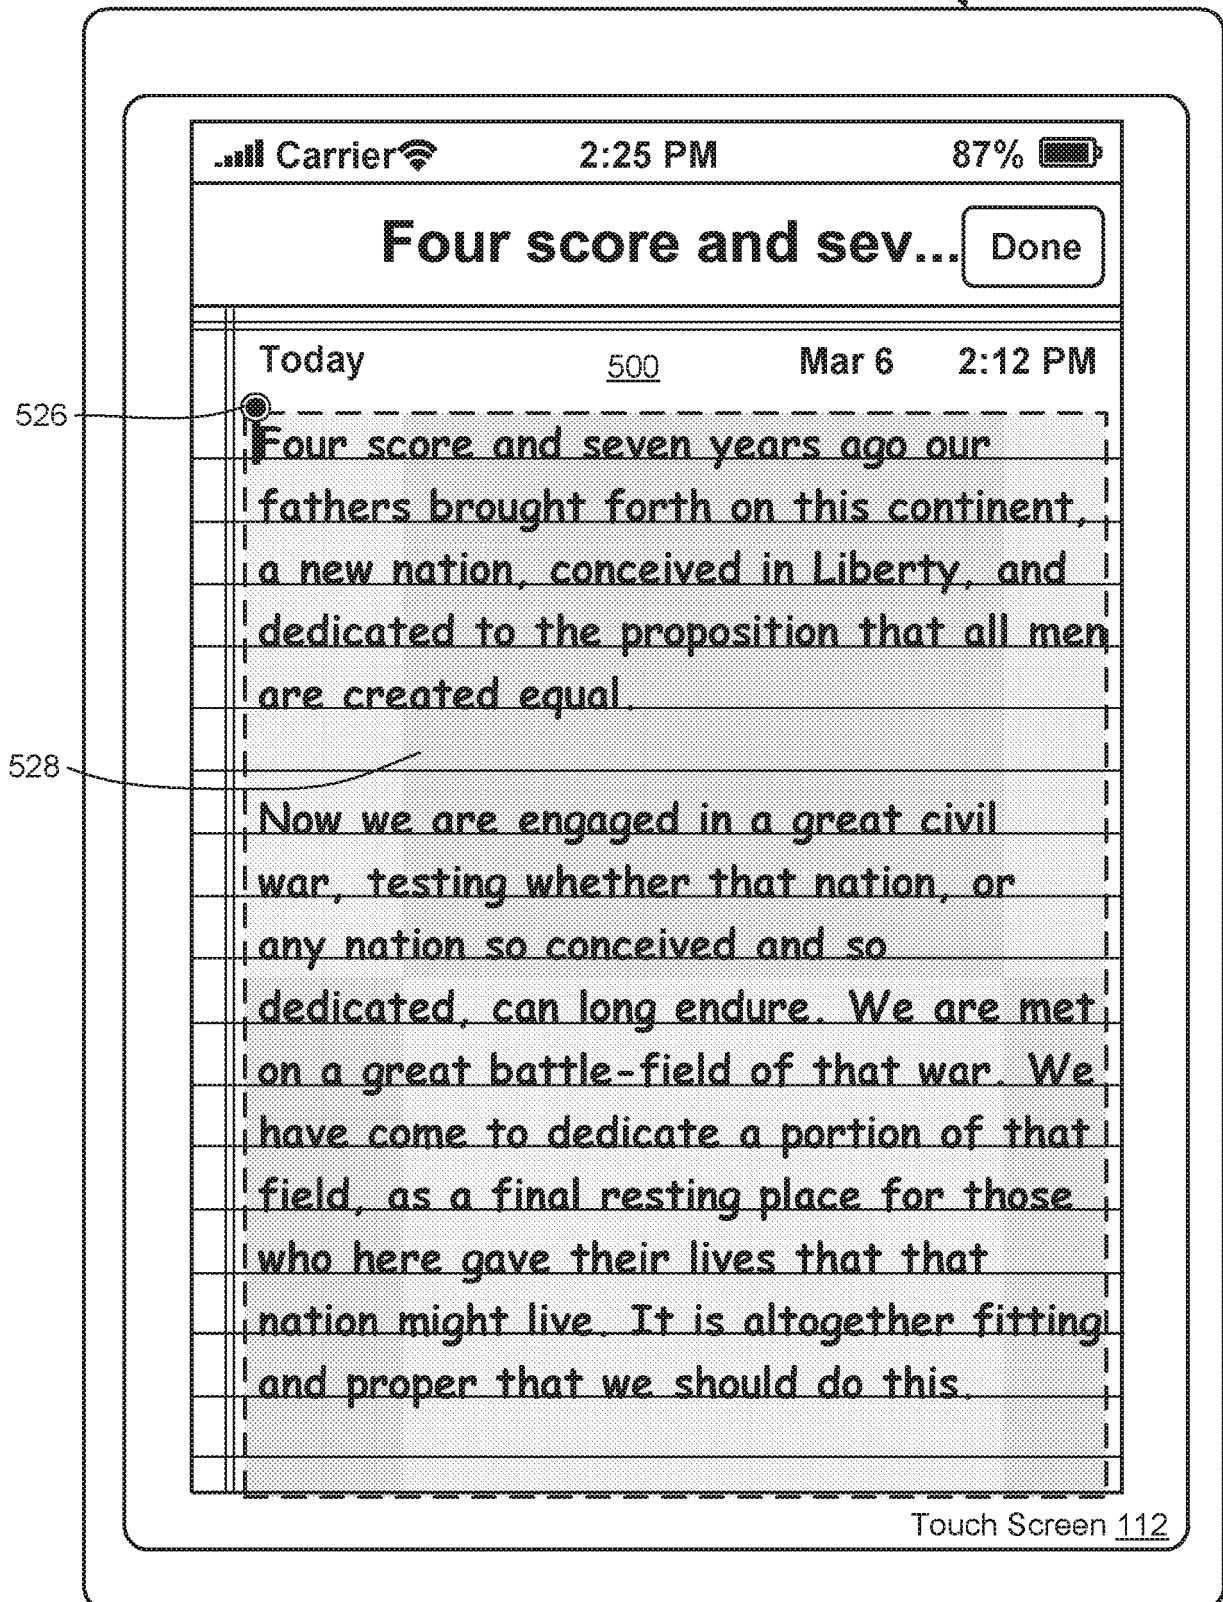 Carrier 2:25 PM 87%
Four score and sev... Done
Today 500 Mar 6 2:12 PM
526
Four score and seven years ago our
fathers brought forth on this continent,
a new nation, conceived in Liberty, and
dedicated to the proposition that all men
are created equal.
528
Now we are engaged in a great civil
war, testing whether that nation, or
any nation so conceived and so
dedicated, can long endure. We are met
on a great battle-field of that war. We
have come to dedicate a portion of that
field, as a final resting place for those
who here gave their lives that that
nation might live. It is altogether fitting
and proper that we should do this.
Touch Screen 112